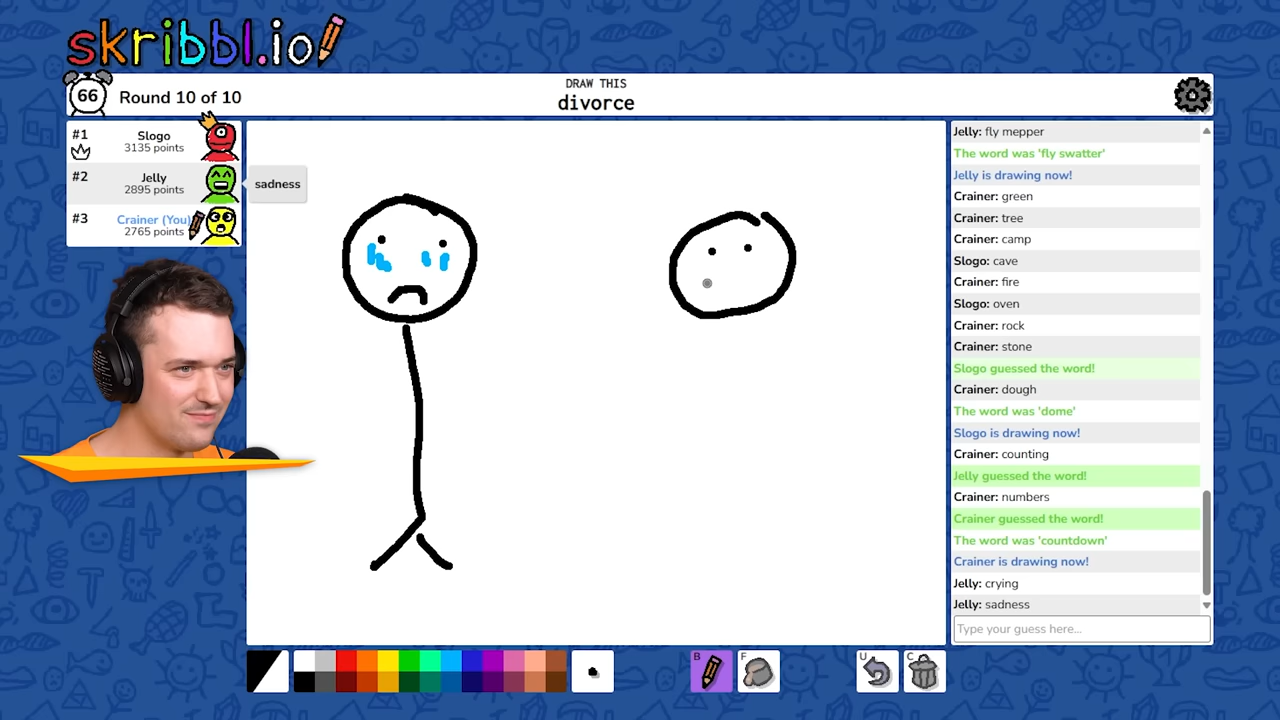 skribbl.io
66
Round 10 of 10
DRAW THIS
divorce
#1
Slogo
3135 points
#2
Jelly
2895 points
#3
Crainer (You)
2765 points
sadness
Jelly: fly mepper
The word was 'fly swatter'
Jelly is drawing now!
Crainer: green
Crainer: tree
Crainer: camp
Slogo: cave
Crainer: fire
Slogo: oven
Crainer: rock
Crainer: stone
Slogo guessed the word!
Crainer: dough
The word was 'dome'
Slogo is drawing now!
Crainer: counting
Jelly guessed the word!
Crainer: numbers
Crainer guessed the word!
The word was 'countdown'
Crainer is drawing now!
Jelly: crying
Jelly: sadness
Type your guess here...
B
F
U
C